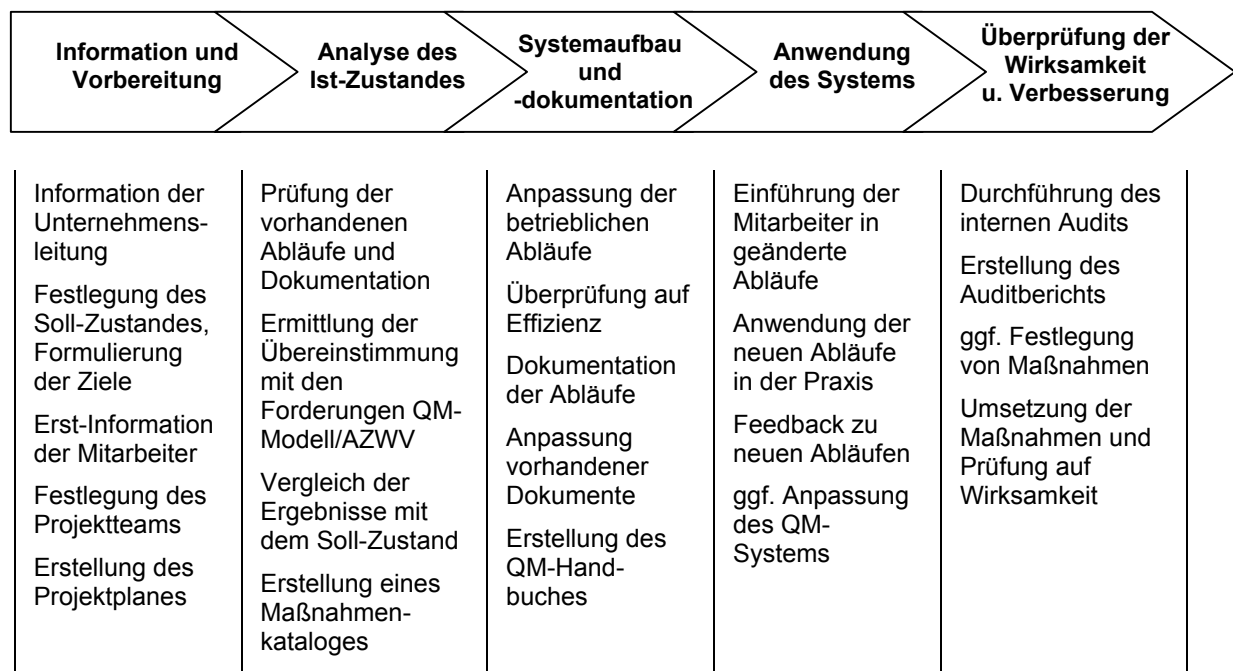 Information und
Vorbereitung
Analyse des
Ist-Zustandes
Systemaufbau
und
-dokumentation
Anwendung
des Systems
Überprüfung der
Wirksamkeit
u. Verbesserung
Information der
Unternehmens-
leitung
Festlegung des
Soll-Zustandes,
Formulierung
der Ziele
Erst-Information
der Mitarbeiter
Festlegung des
Projektteams
Erstellung des
Projektplanes
Prüfung der
vorhandenen
Abläufe und
Dokumentation
Ermittlung der
Übereinstimmung
mit den
Forderungen QM-
Modell/AZWV
Vergleich der
Ergebnisse mit
dem Soll-Zustand
Erstellung eines
Maßnahmen-
kataloges
Anpassung der
betrieblichen
Abläufe
Überprüfung auf
Effizienz
Dokumentation
der Abläufe
Anpassung
vorhandener
Dokumente
Erstellung des
QM-Hand-
buches
Einführung der
Mitarbeiter in
geänderte
Abläufe
Anwendung der
neuen Abläufe
in der Praxis
Feedback zu
neuen Abläufen
ggf. Anpassung
des QM-
Systems
Durchführung des
internen Audits
Erstellung des
Auditberichts
ggf. Festlegung
von Maßnahmen
Umsetzung der
Maßnahmen und
Prüfung auf
Wirksamkeit